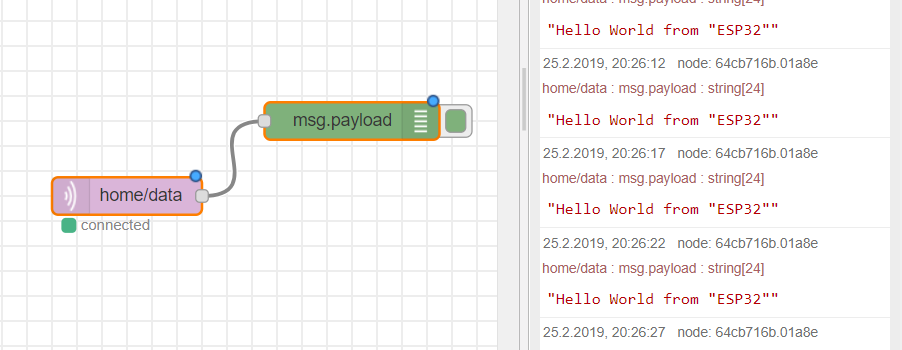 msg.payload
home/data
connected
home/data : msg.payload : string[24]
"Hello World from "ESP32""
25.2.2019, 20:26:12 node: 64cb716b.01a8e
home/data : msg.payload : string[24]
"Hello World from "ESP32""
25.2.2019, 20:26:17 node: 64cb716b.01a8e
home/data : msg.payload : string[24]
"Hello World from "ESP32""
25.2.2019, 20:26:22 node: 64cb716b.01a8e
home/data : msg.payload : string[24]
"Hello World from "ESP32""
25.2.2019, 20:26:27 node: 64cb716b.01a8e